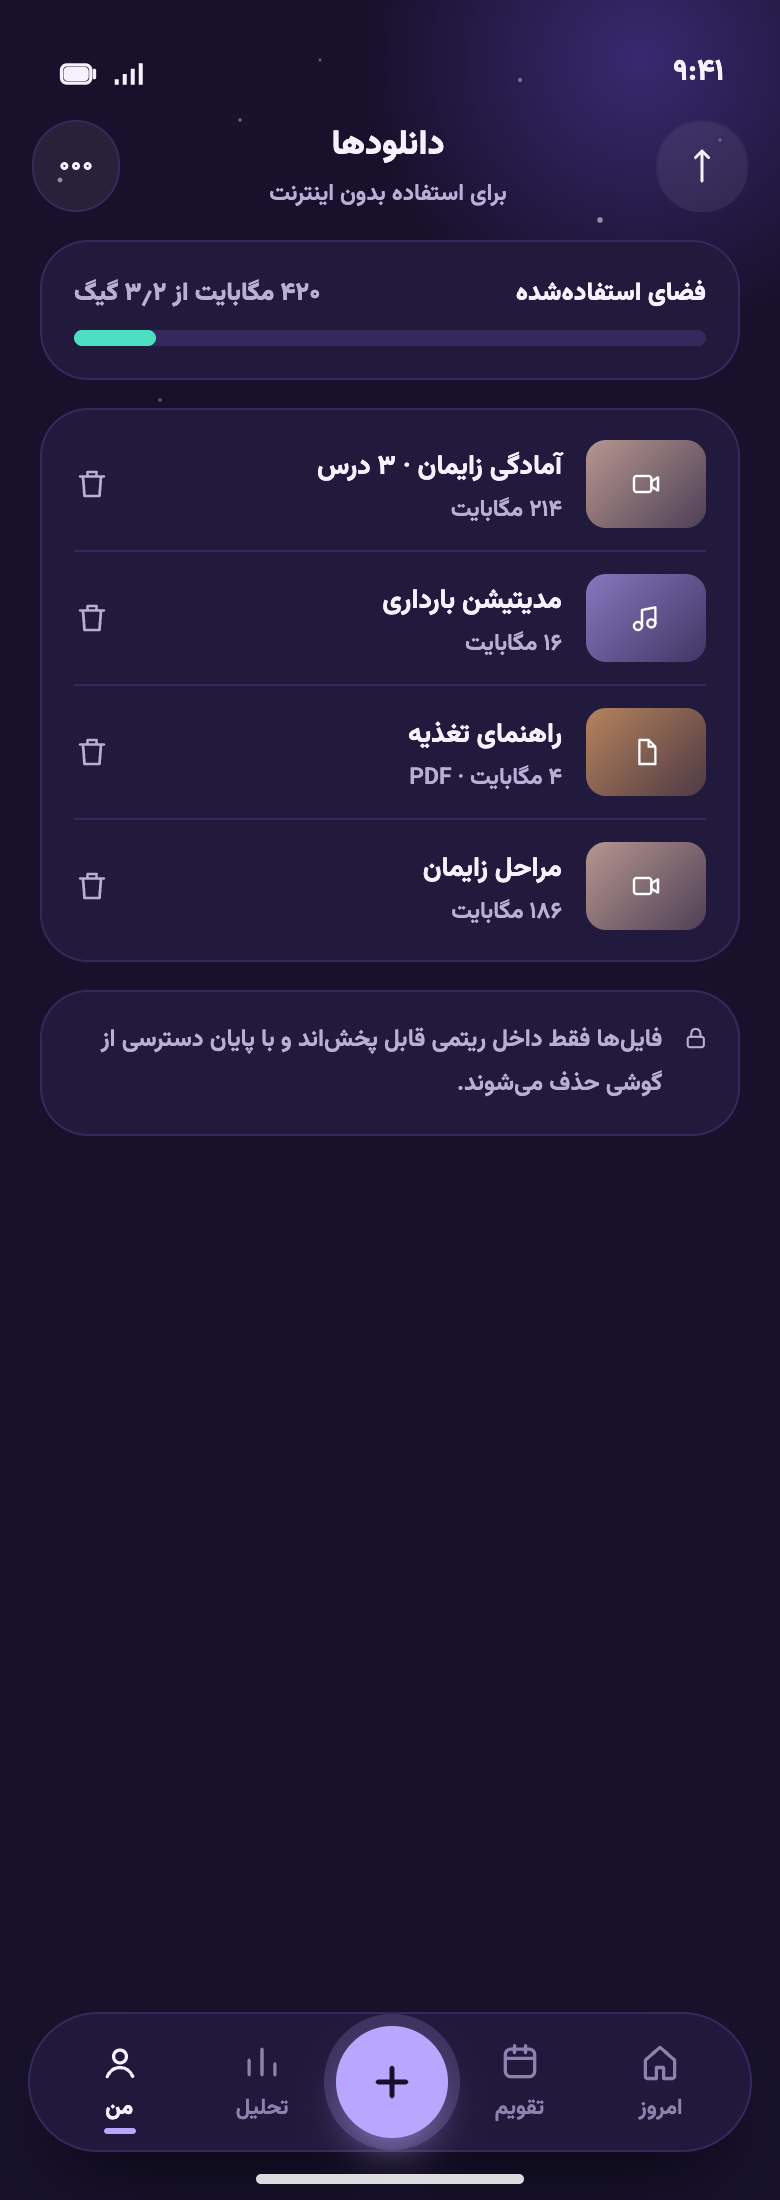 ۹:۴۱
دانلودها
برای استفاده بدون اینترنت
فضای استفاده‌شده
۴۲۰ مگابایت از ۳٫۲ گیگ
آمادگی زایمان · ۳ درس
۲۱۴ مگابایت
مدیتیشن بارداری
۱۶ مگابایت
راهنمای تغذیه
۴ مگابایت · PDF
مراحل زایمان
۱۸۶ مگابایت
فایل‌ها فقط داخل ریتمی قابل پخش‌اند و با پایان دسترسی از
گوشی حذف می‌شوند.
امروز
تقویم
تحلیل
من